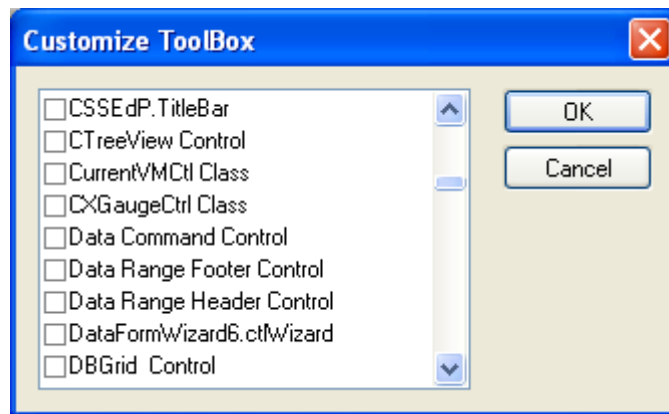 Customize ToolBox
CSSEdP.TitleBar
CTreeView Control
CurrentVMCtl Class
CXGaugeCtrl Class
Data Command Control
Data Range Footer Control
Data Range Header Control
DataFormWizard6.ctlWizard
DBGrid  Control
OK
Cancel